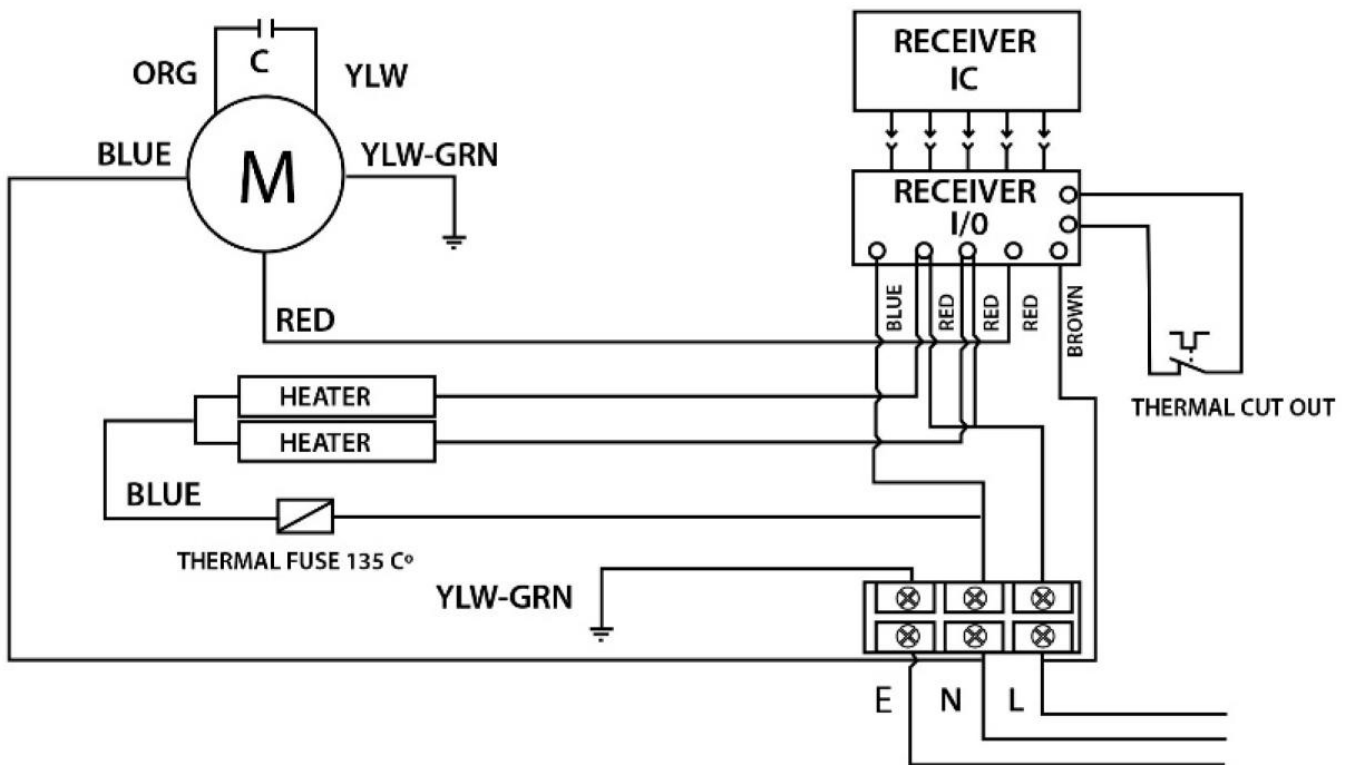 ORG
C
YLW
BLUE
M
YLW-GRN
RED
RECEIVER
IC
RECEIVER
I/0
BLUE
RED
RED
RED
BROWN
THERMAL CUT OUT
HEATER
HEATER
BLUE
THERMAL FUSE 135 Cº
YLW-GRN
E N L